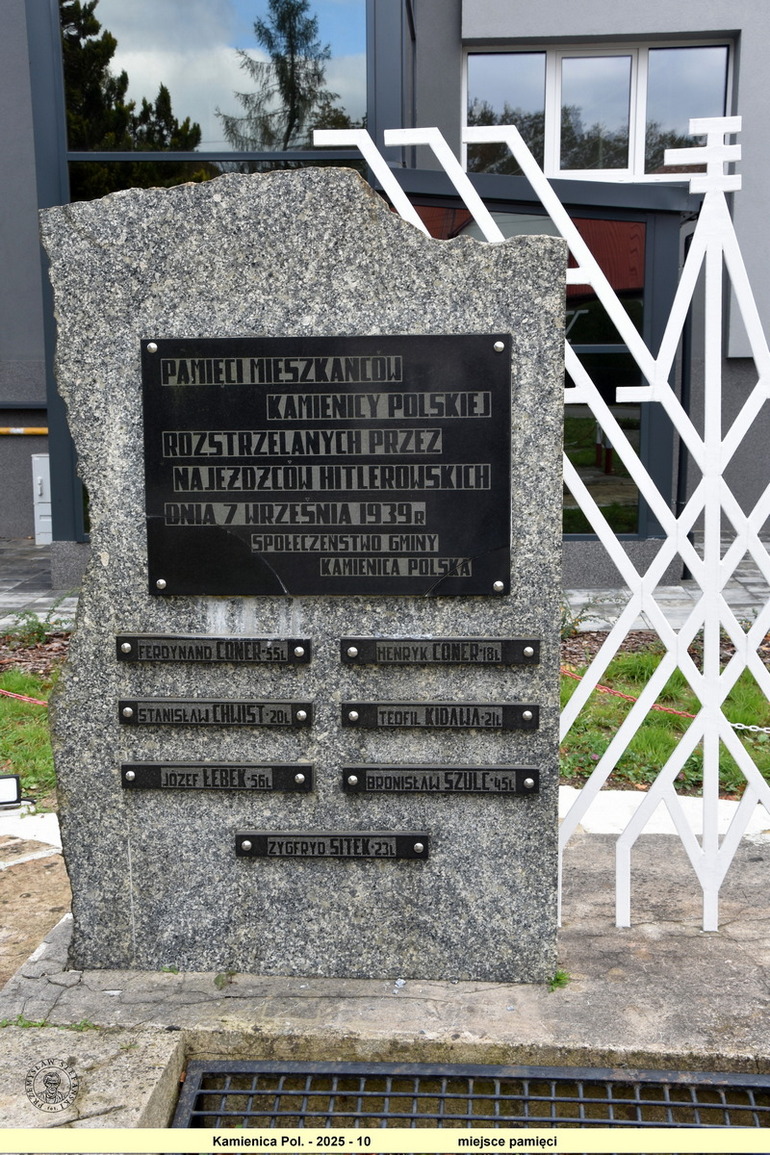 PAMIĘCI MIESZKAŃCÓW
KAMIENICY POLSKIEJ
ROZSTRZELANYCH PRZEZ
NAJEŹDZCÓW HITLEROWSKICH
DNIA 7 WRZEŚNIA 1939R
SPOŁECZEŃSTWO GMINY
KAMIENICA POLSKA
FERDYNAND CONER-55L
HENRYK CONER-18L
STANISŁAW CHWIST-20L
TEOFIL KIDAWA-21L
JÓZEF ŁEBEK-56L
BRONISŁAW SZULC-45L
ZYGFRYD SITEK-23L
Kamienica Pol. - 2025 - 10 miejsce pamięci